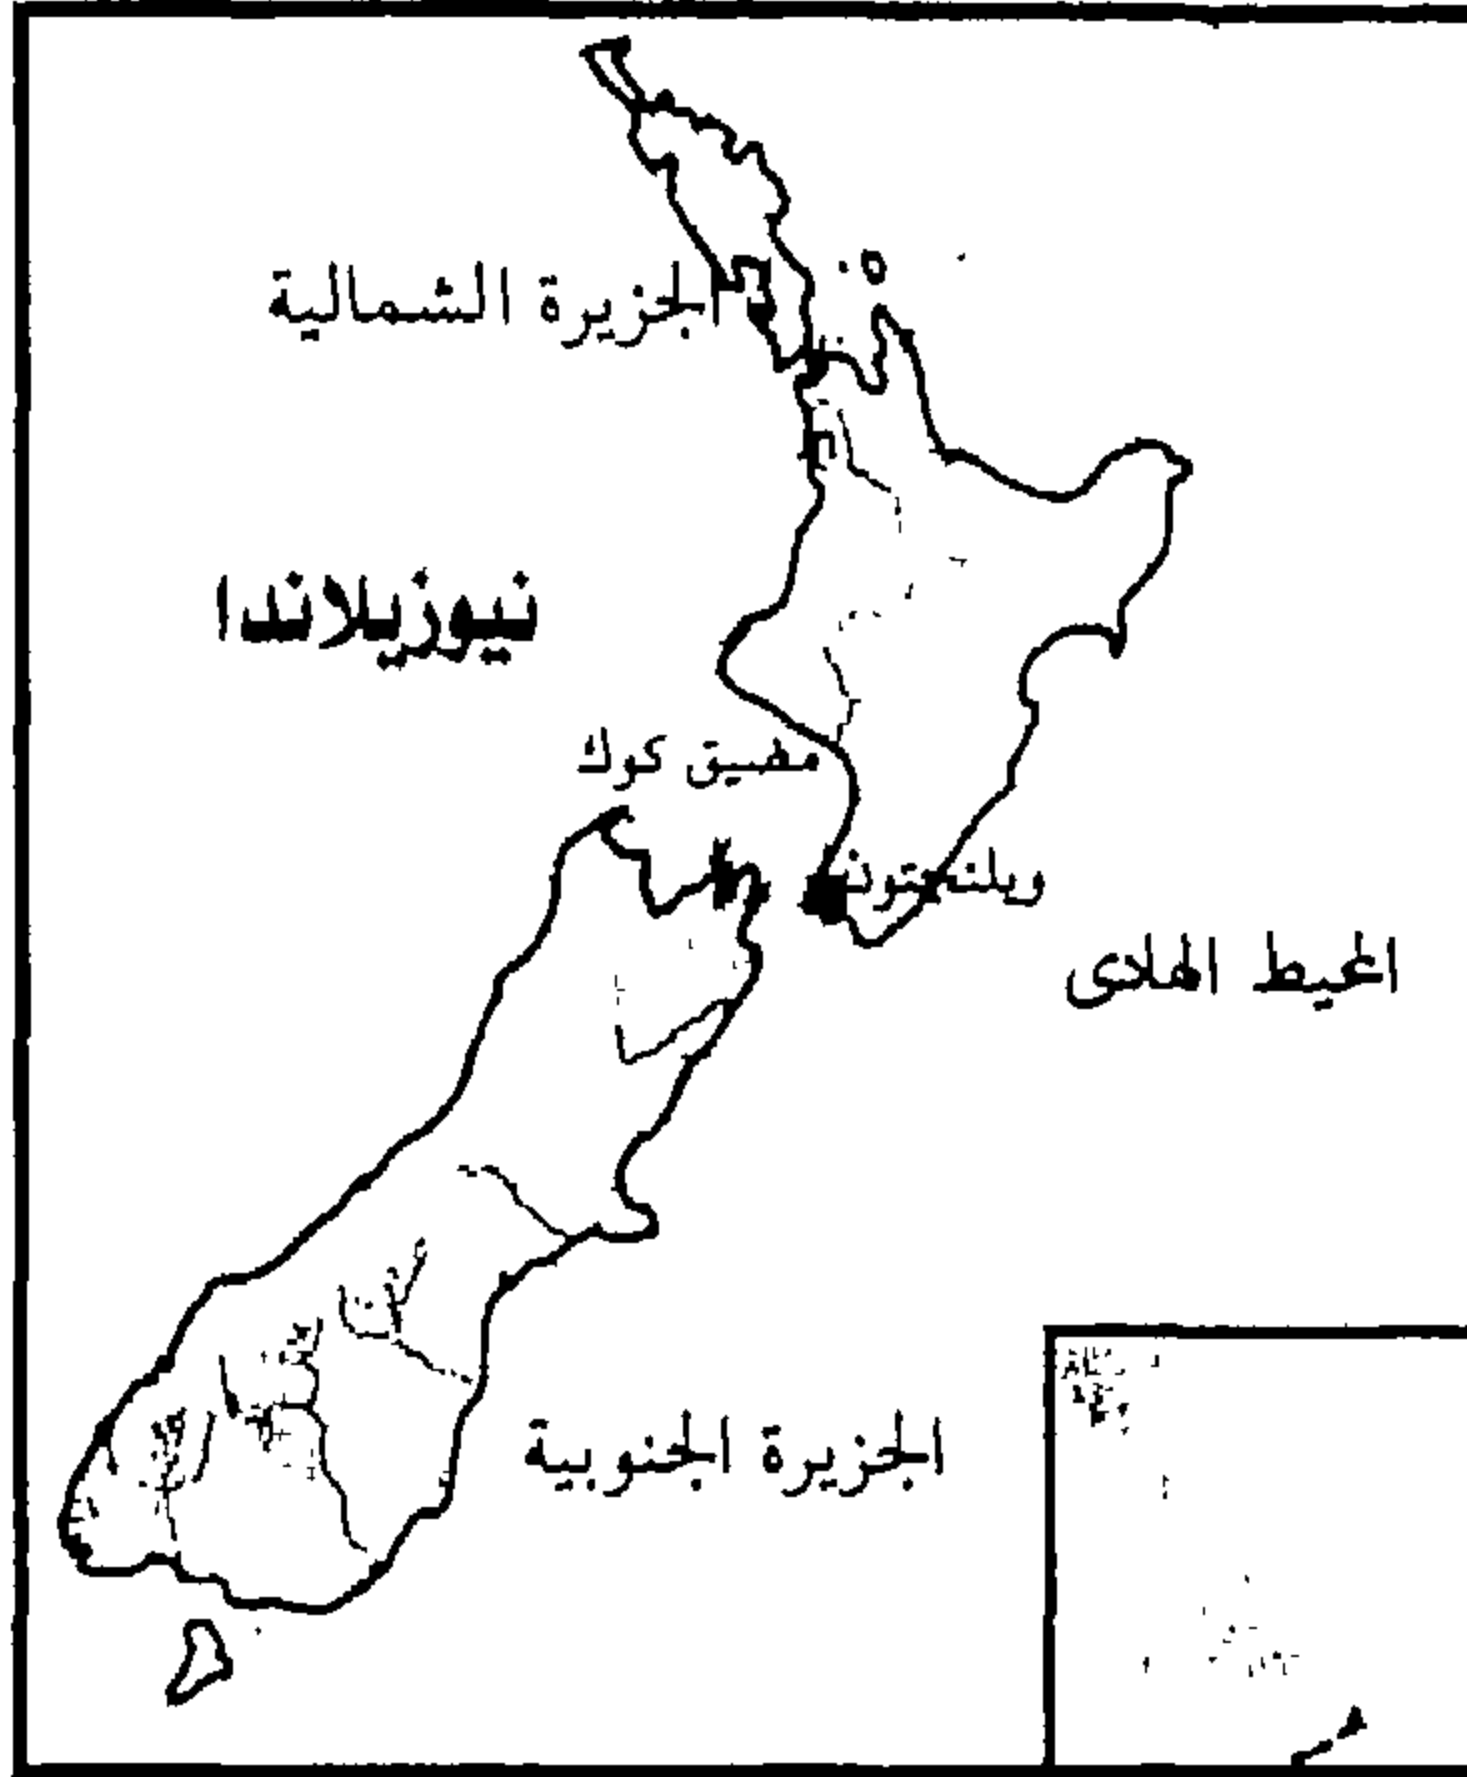 الجزيرة الشمالية
نيوزيلاندا
مضيق كوك
ويلنجتون
المحيط الهادى
الجزيرة الجنوبية